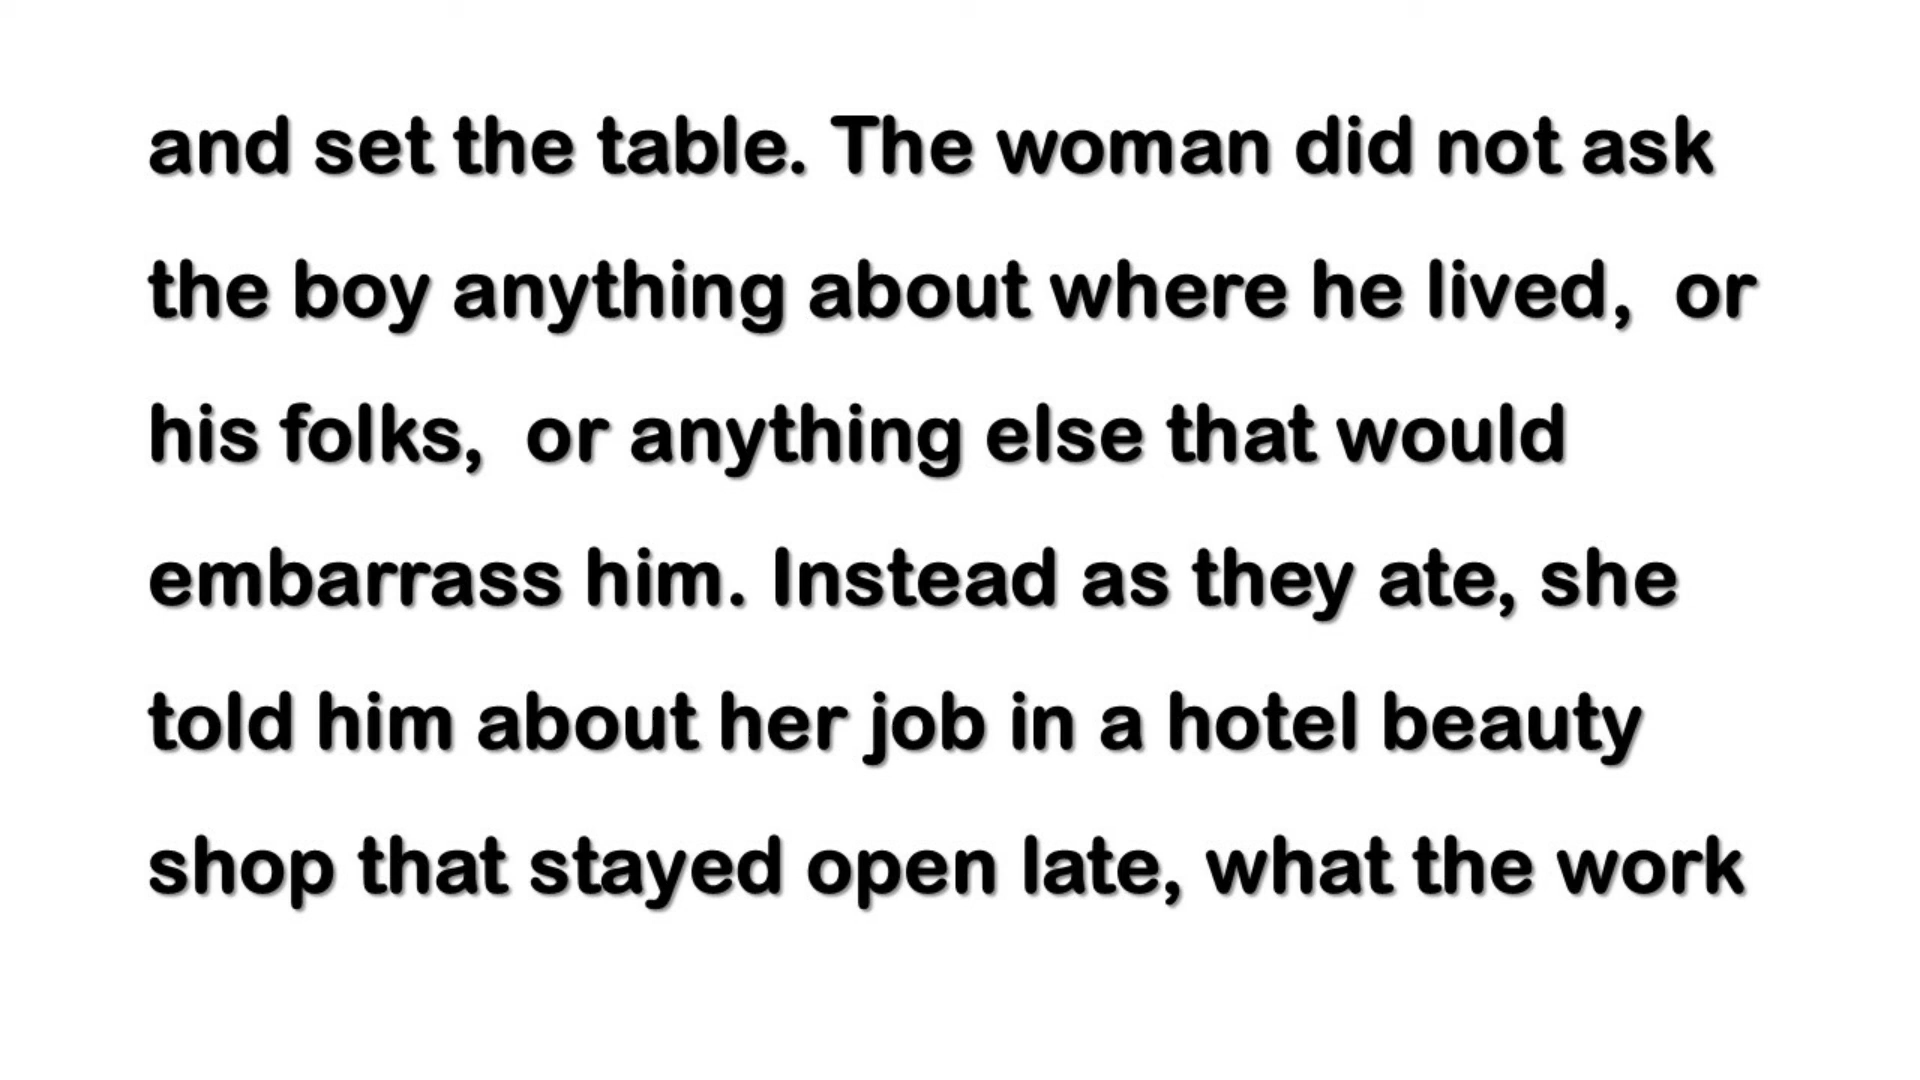 and set the table. The woman did not ask
the boy anything about where he lived,  or
his folks,  or anything else that would
embarrass him. Instead as they ate, she
told him about her job in a hotel beauty
shop that stayed open late, what the work